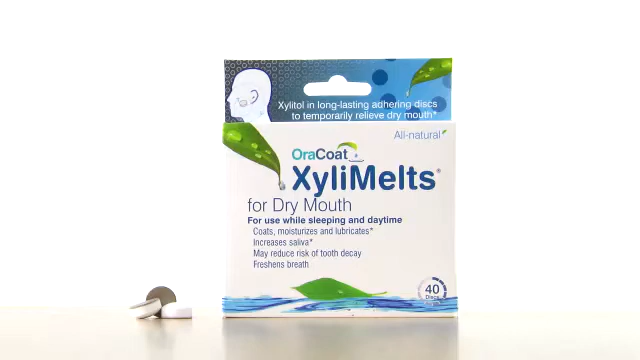 Xylitol in long-lasting adhering discs
to temporarily relieve dry mouth*
All-natural
OraCoat
XyliMelts®
for Dry Mouth
For use while sleeping and daytime
Coats, moisturizes and lubricates*
Increases saliva*
May reduce risk of tooth decay
Freshens breath
40
Discs